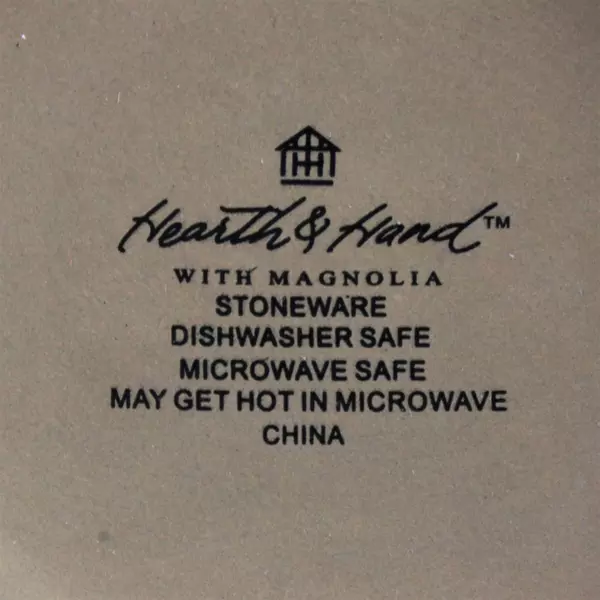 Hearth & Hand™
WITH MAGNOLIA
STONEWARE
DISHWASHER SAFE
MICROWAVE SAFE
MAY GET HOT IN MICROWAVE
CHINA